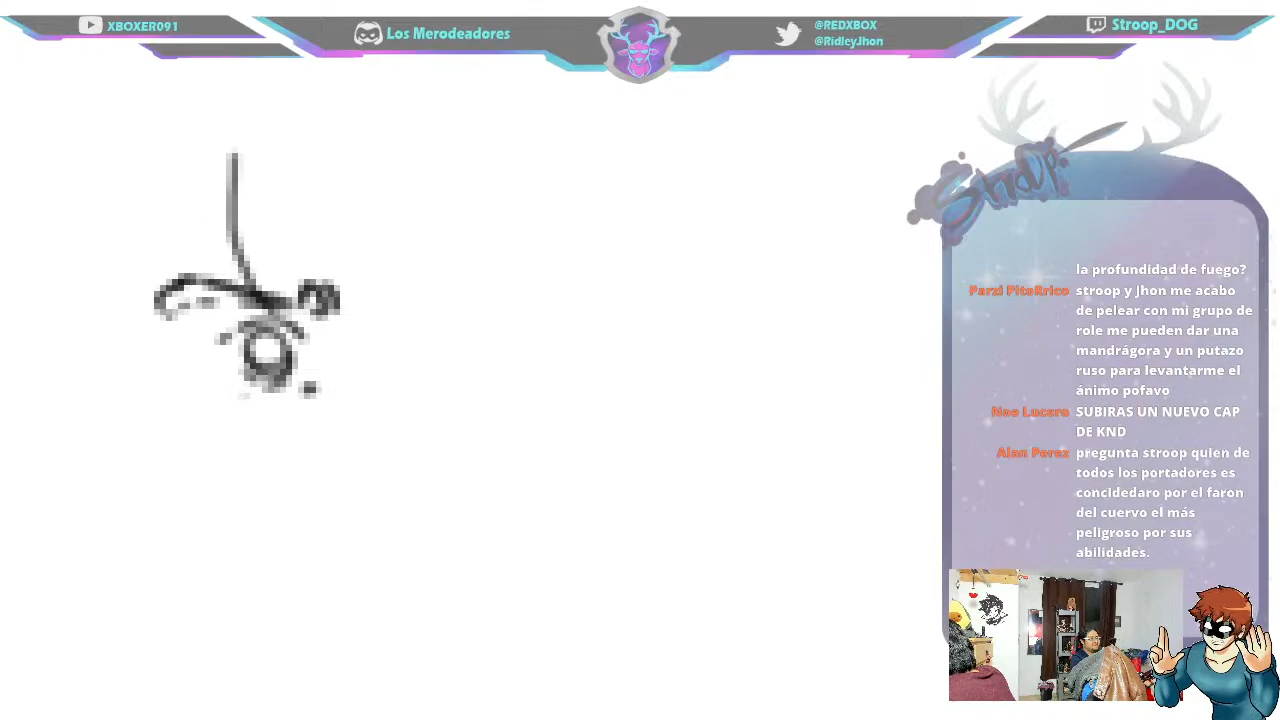 XBOXER091
Los Merodeadores
@REDXBOX
@RidleyJhon
Stroop_DOG
Stroop
la profundidad de fuego?
Parzi PiteRrico stroop y Jhon me acabo
de pelear con mi grupo de
role me pueden dar una
mandrágora y un putazo
ruso para levantarme el
ánimo pofavo
Noe Lucero SUBIRAS UN NUEVO CAP
DE KND
Alan Perez pregunta stroop quien de
todos los portadores es
concidedaro por el faron
del cuervo el más
peligroso por sus
abilidades.